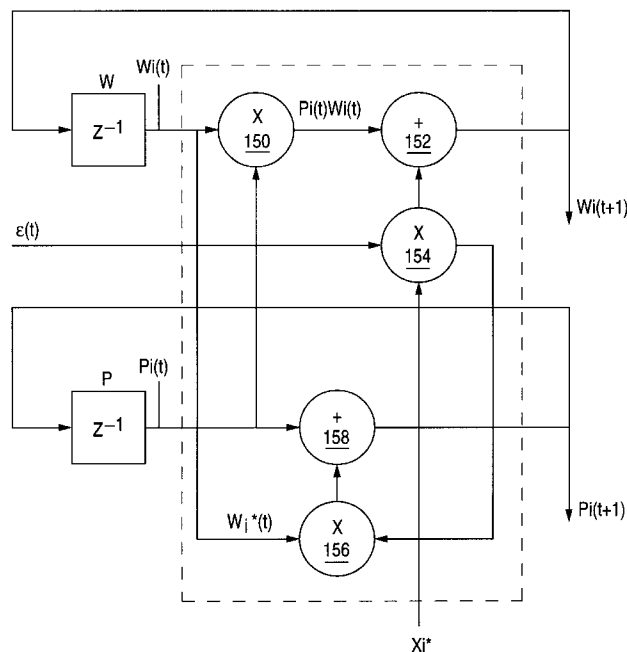 W
Wi(t)
z⁻¹
X
150
Pi(t)Wi(t)
+
152
Wi(t+1)
ε(t)
X
154
P
Pi(t)
z⁻¹
+
158
Wi*(t)
X
156
Pi(t+1)
Xi*